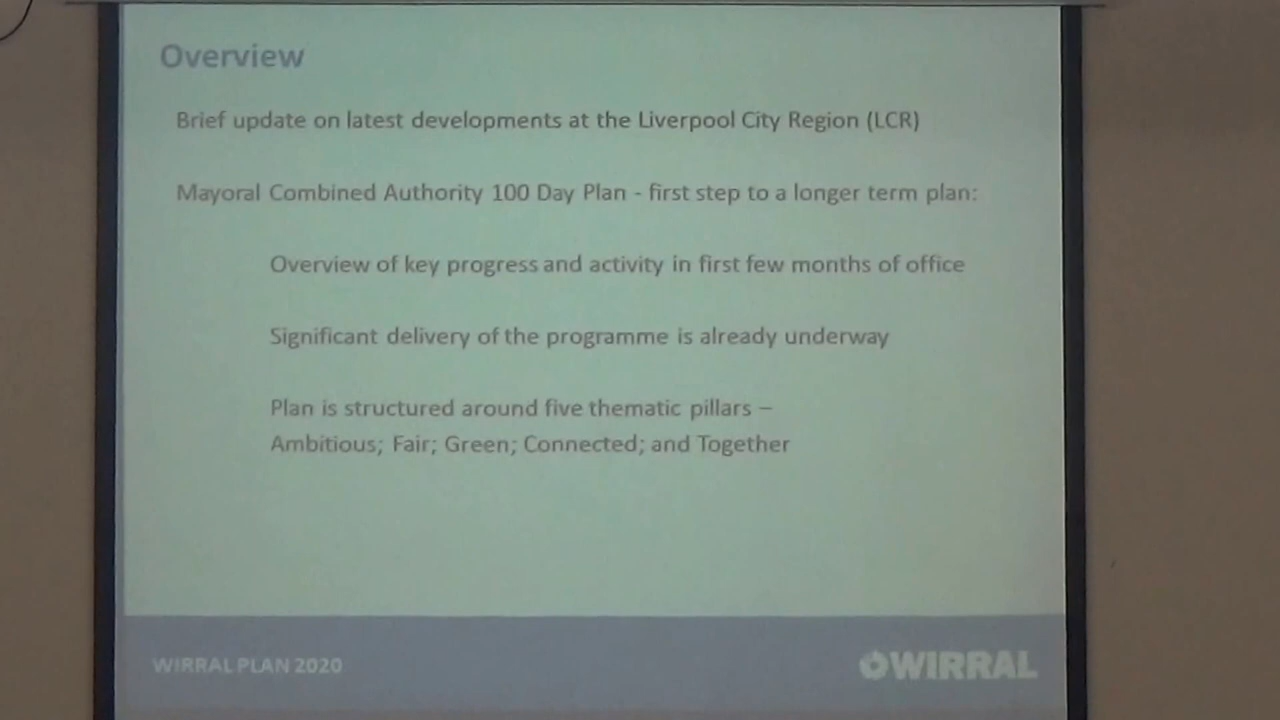 Overview
Brief update on latest developments at the Liverpool City Region (LCR)
Mayoral Combined Authority 100 Day Plan - first step to a longer term plan:
Overview of key progress and activity in first few months of office
Significant delivery of the programme is already underway
Plan is structured around five thematic pillars –
Ambitious; Fair; Green; Connected; and Together
WIRRAL PLAN 2020
WIRRAL